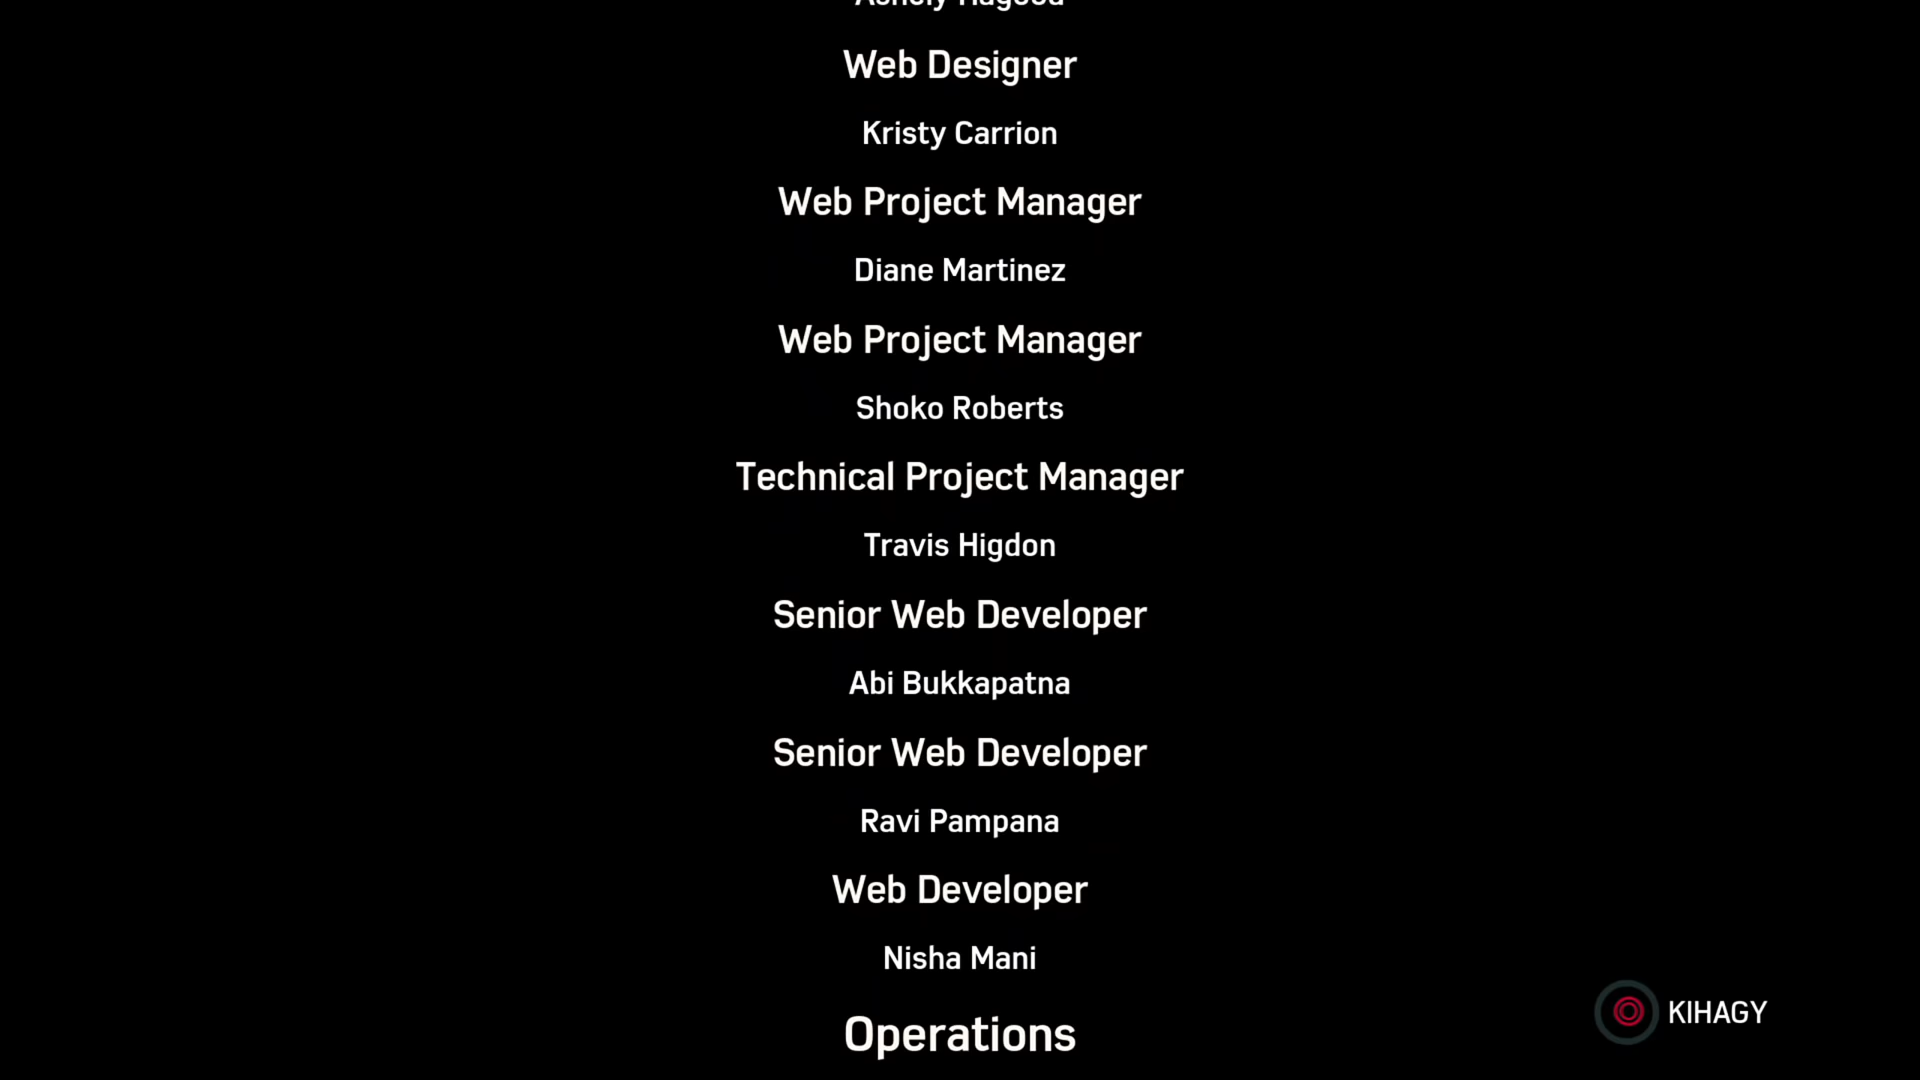 Web Designer
Kristy Carrion
Web Project Manager
Diane Martinez
Web Project Manager
Shoko Roberts
Technical Project Manager
Travis Higdon
Senior Web Developer
Abi Bukkapatna
Senior Web Developer
Ravi Pampana
Web Developer
Nisha Mani
Operations
KIHAGY